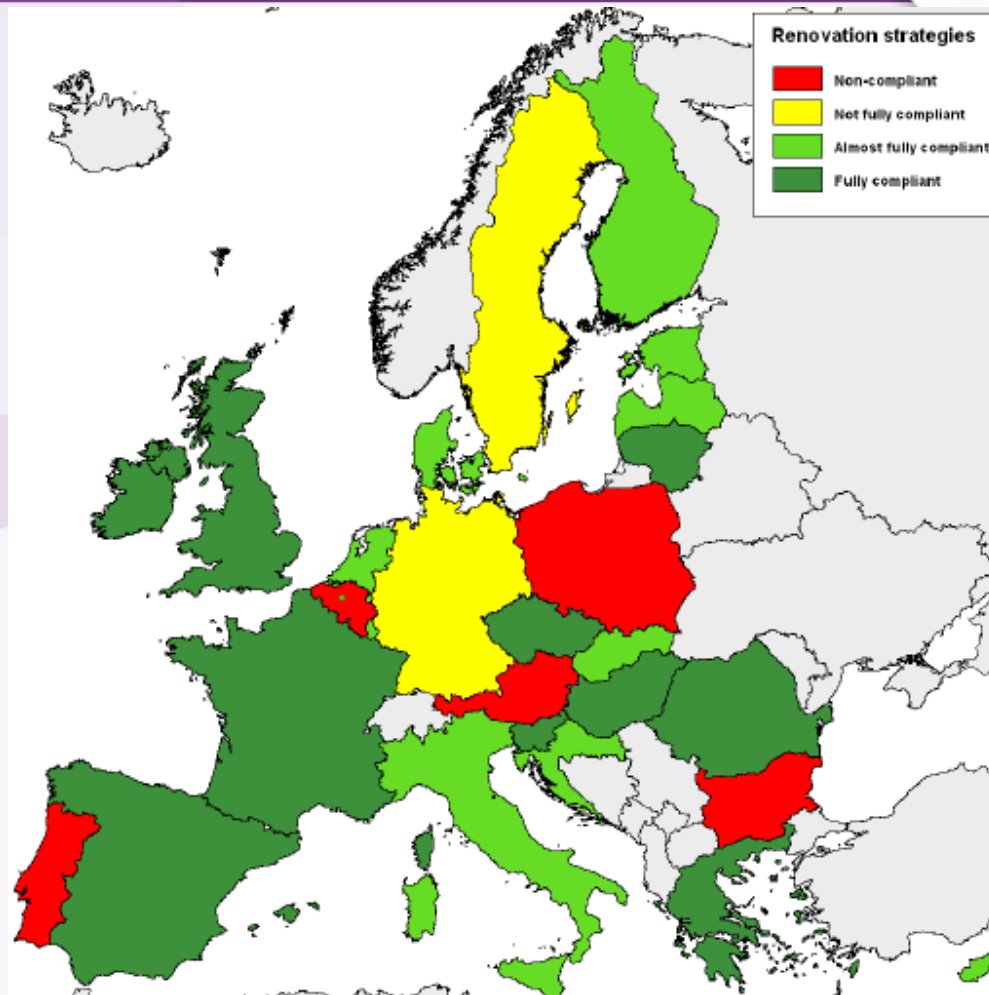 Renovation strategies
Non-compliant
Not fully compliant
Almost fully compliant
Fully compliant